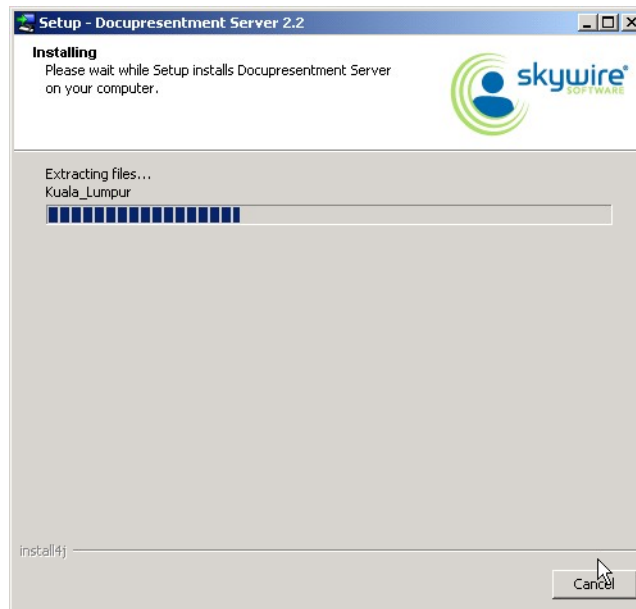 Setup - Docupresentment Server 2.2
Installing
Please wait while Setup installs Docupresentment Server
on your computer.
skywire®
SOFTWARE
Extracting files...
Kuala_Lumpur
install4j
Cancel